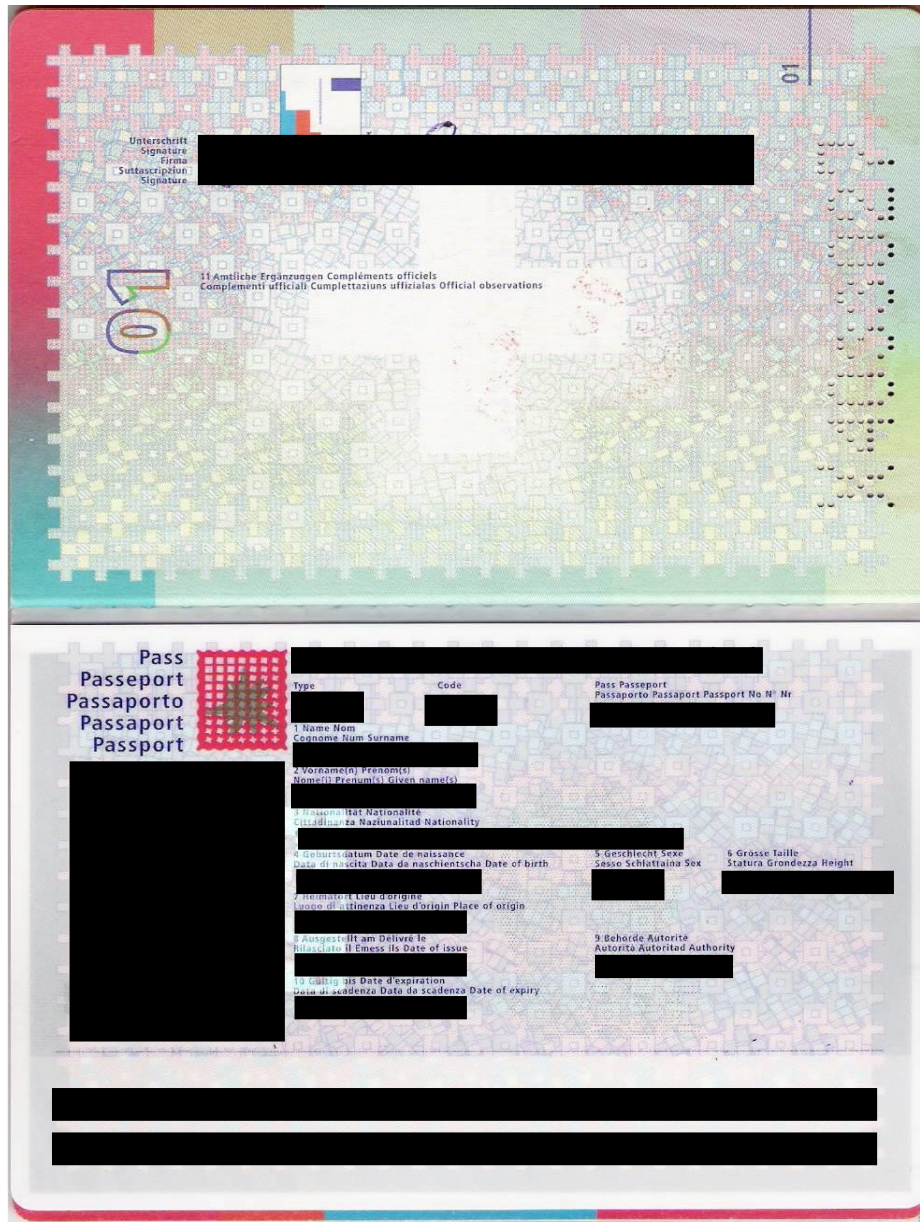 01
Unterschrift
Signature
Firma
Suttascripziun
Signature
01
11 Amtliche Ergänzungen Compléments officiels
Complementi ufficiali Cumplettaziuns uffizialas Official observations
Pass
Passeport
Passaporto
Passaport
Passport
Type Code Pass Passeport
Passaporto Passaport Passport No N° Nr
1 Name Nom
Cognome Num Surname
2 Vorname(n) Prenom(s)
Nome(i) Prenum(s) Given name(s)
3 Nationalität Nationalité
Cittadinanza Naziunalitad Nationality
4 Geburtsdatum Date de naissance 5 Geschlecht Sexe 6 Grösse Taille
Data di nascita Data da naschientscha Date of birth Sesso Schlattaina Sex Statura Grondezza Height
7 Heimatort Lieu d'origine
Luogo di attinenza Lieu d'origin Place of origin
8 Ausgestellt am Délivré le 9 Behörde Autorité
Rilasciato il Emess ils Date of issue Autorità Autoritad Authority
10 Gültig bis Date d'expiration
Data di scadenza Data da scadenza Date of expiry